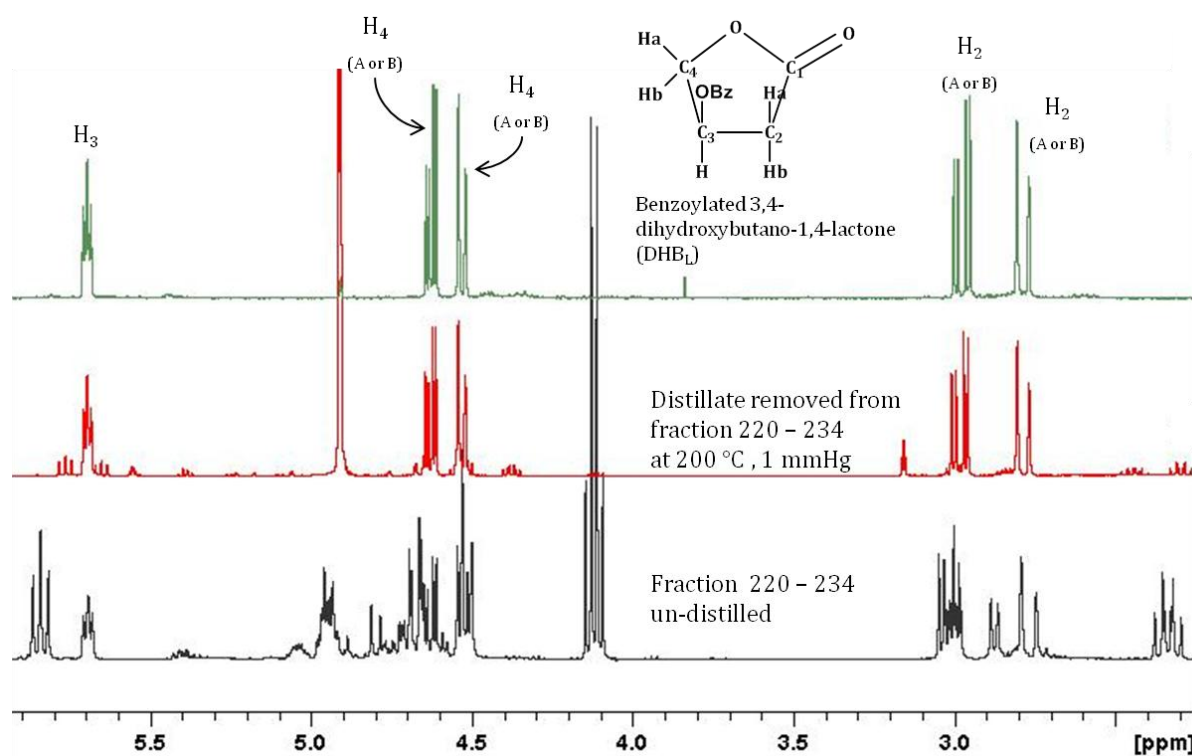 H₄
(A or B)
H₄
(A or B)
H₃
Ha
Hb
C₄
O
C₁
O
OBz
Ha
C₃
C₂
H
Hb
Benzoylated 3,4-
dihydroxybutano-1,4-lactone
(DHB_L)
H₂
(A or B)
H₂
(A or B)
Distillate removed from
fraction 220 – 234
at 200 °C , 1 mmHg
Fraction 220 – 234
un-distilled
5.5 5.0 4.5 4.0 3.5 3.0 [ppm]